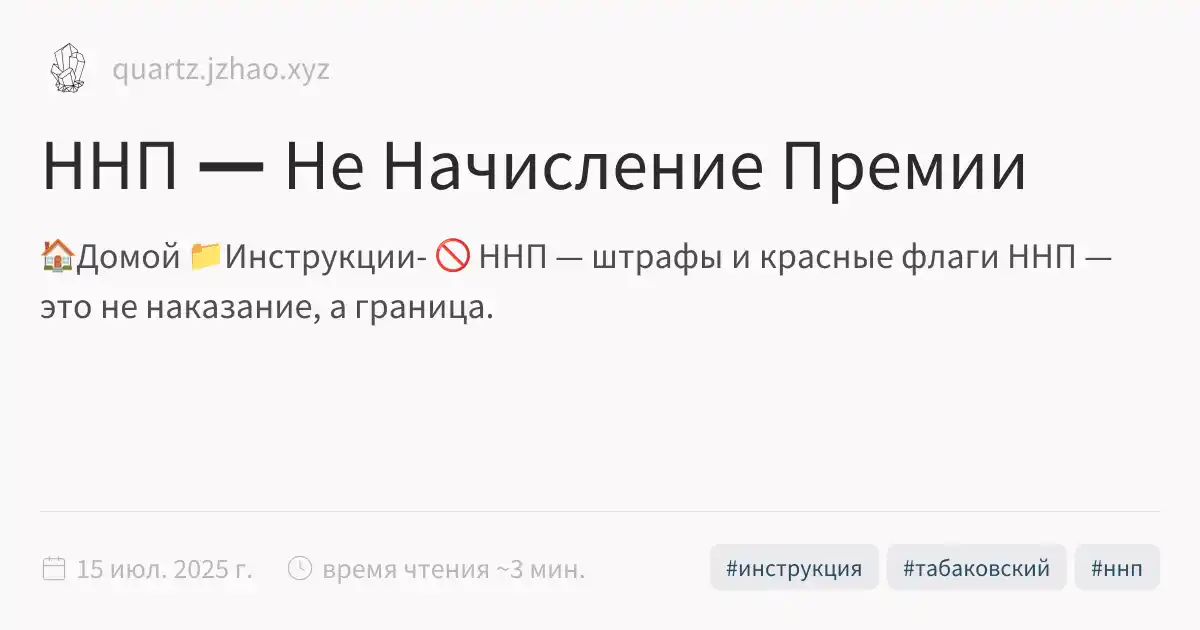 quartz.jzhao.xyz
ННП — Не Начисление Премии
🏠Домой 📁Инструкции- 🚫 ННП — штрафы и красные флаги ННП —
это не наказание, а граница.
15 июл. 2025 г. время чтения ~3 мин. #инструкция #табаковский #ннп